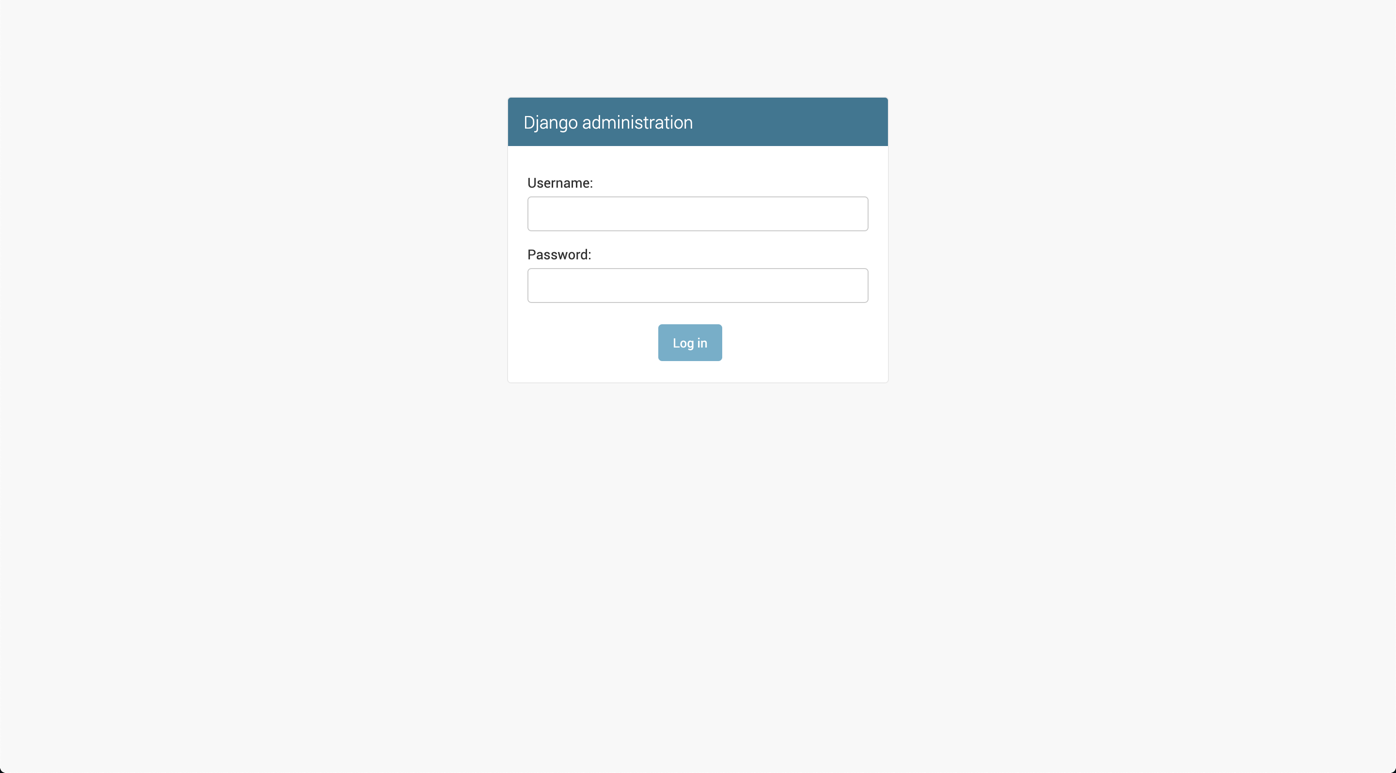 Django administration
Username:
Password:
Log in